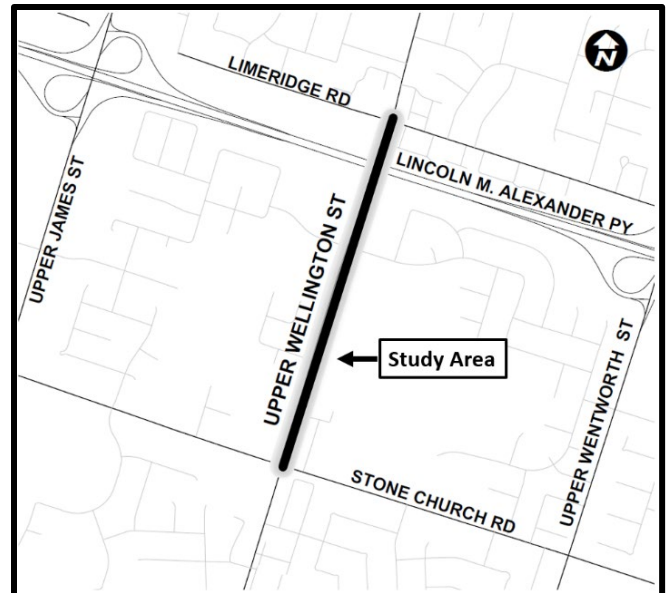 N
LIMERIDGE RD
LINCOLN M. ALEXANDER PY
UPPER JAMES ST
UPPER WELLINGTON ST
Study Area
UPPER WENTWORTH ST
STONE CHURCH RD